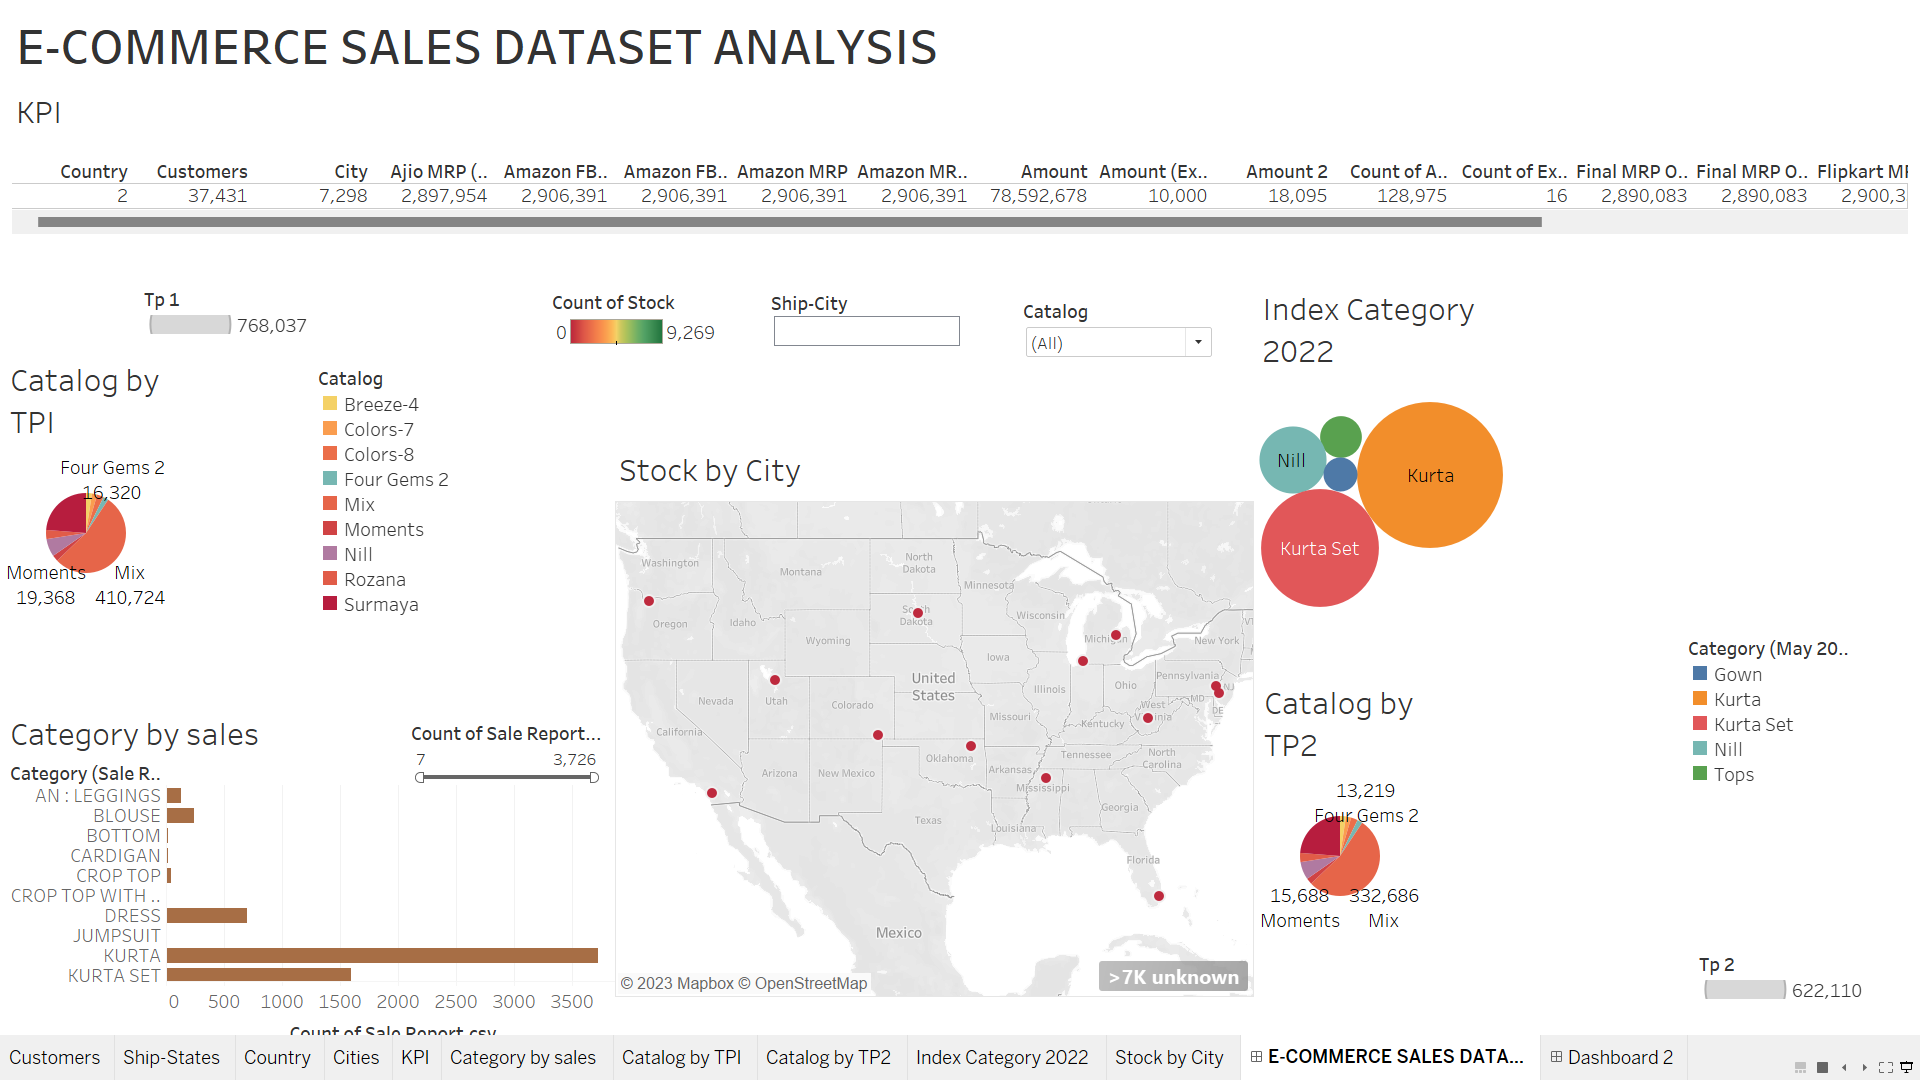 E-COMMERCE SALES DATASET ANALYSIS
KPI
Country Customers City Ajio MRP (.. Amazon FB.. Amazon FB.. Amazon MRP Amazon MR.. Amount Amount (Ex.. Amount 2 Count of A.. Count of Ex.. Final MRP O.. Final MRP O..
2 37,431 7,298 2,897,954 2,906,391 2,906,391 2,906,391 2,906,391 78,592,678 10,000 18,095 128,975 16 2,890,083 2,890,083
Flipkart
Tp 1
768,037
Count of Stock
0 9,269
Ship-City
Catalog
(All)
Index Category
2022
Nill
Kurta
Kurta Set
Catalog by
TPI
Four Gems 2
16,320
Moments Mix
19,368 410,724
Catalog
Breeze-4
Colors-7
Colors-8
Four Gems 2
Mix
Moments
Nill
Rozana
Surmaya
Stock by City
Washington
Montana
North
Dakota
Minnesota
Oregon
Idaho
South
Dakota
Wisconsin
Michigan
Wyoming
New York
Iowa
Nevada
Utah
Colorado
United
States
Illinois
Ohio
Pennsylvania
NJ
MD
DE
Missouri
West
Virginia
Kentucky
California
Arizona
New Mexico
Oklahoma
Arkansas
Tennessee
North
Carolina
Mississippi
Georgia
Texas
Louisiana
Florida
Mexico
© 2023 Mapbox © OpenStreetMap
>7K unknown
Category by sales
Count of Sale Report...
7 3,726
Category (Sale R..
AN : LEGGINGS
BLOUSE
BOTTOM
CARDIGAN
CROP TOP
CROP TOP WITH ..
DRESS
JUMPSUIT
KURTA
KURTA SET
0 500 1000 1500 2000 2500 3000 3500
Count of Sale Report.csv
Category (May 20..
Gown
Kurta
Kurta Set
Nill
Tops
Catalog by
TP2
13,219
Four Gems 2
15,688 332,686
Moments Mix
Tp 2
622,110
Customers Ship-States Country Cities KPI Category by sales Catalog by TPI Catalog by TP2 Index Category 2022 Stock by City E-COMMERCE SALES DATA... Dashboard 2